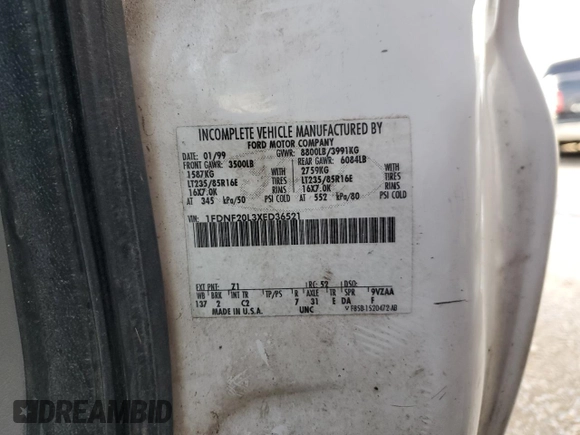 INCOMPLETE VEHICLE MANUFACTURED BY
FORD MOTOR COMPANY
DATE: 01/99 GVWR: 8800LB/3991KG
FRONT GAWR: 3500LB REAR GAWR: 6084LB
1587KG WITH 2759KG WITH
LT235/85R16E TIRES LT235/85R16E TIRES
16X7.0K RIMS 16X7.0K RIMS
AT 345 kPa/50 PSI COLD AT 552 kPa/80 PSI COLD
VIN: 1FDNF20L3XED36521
EXT PNT: Z1 RC: 52 DSO:
WB BRK INT TR TP/PS R AXLE TR SPR 9VZAA
137 2 C2 7 31 E DA F
MADE IN U.S.A. UNC F85B 1520472 AB
DREAMBID